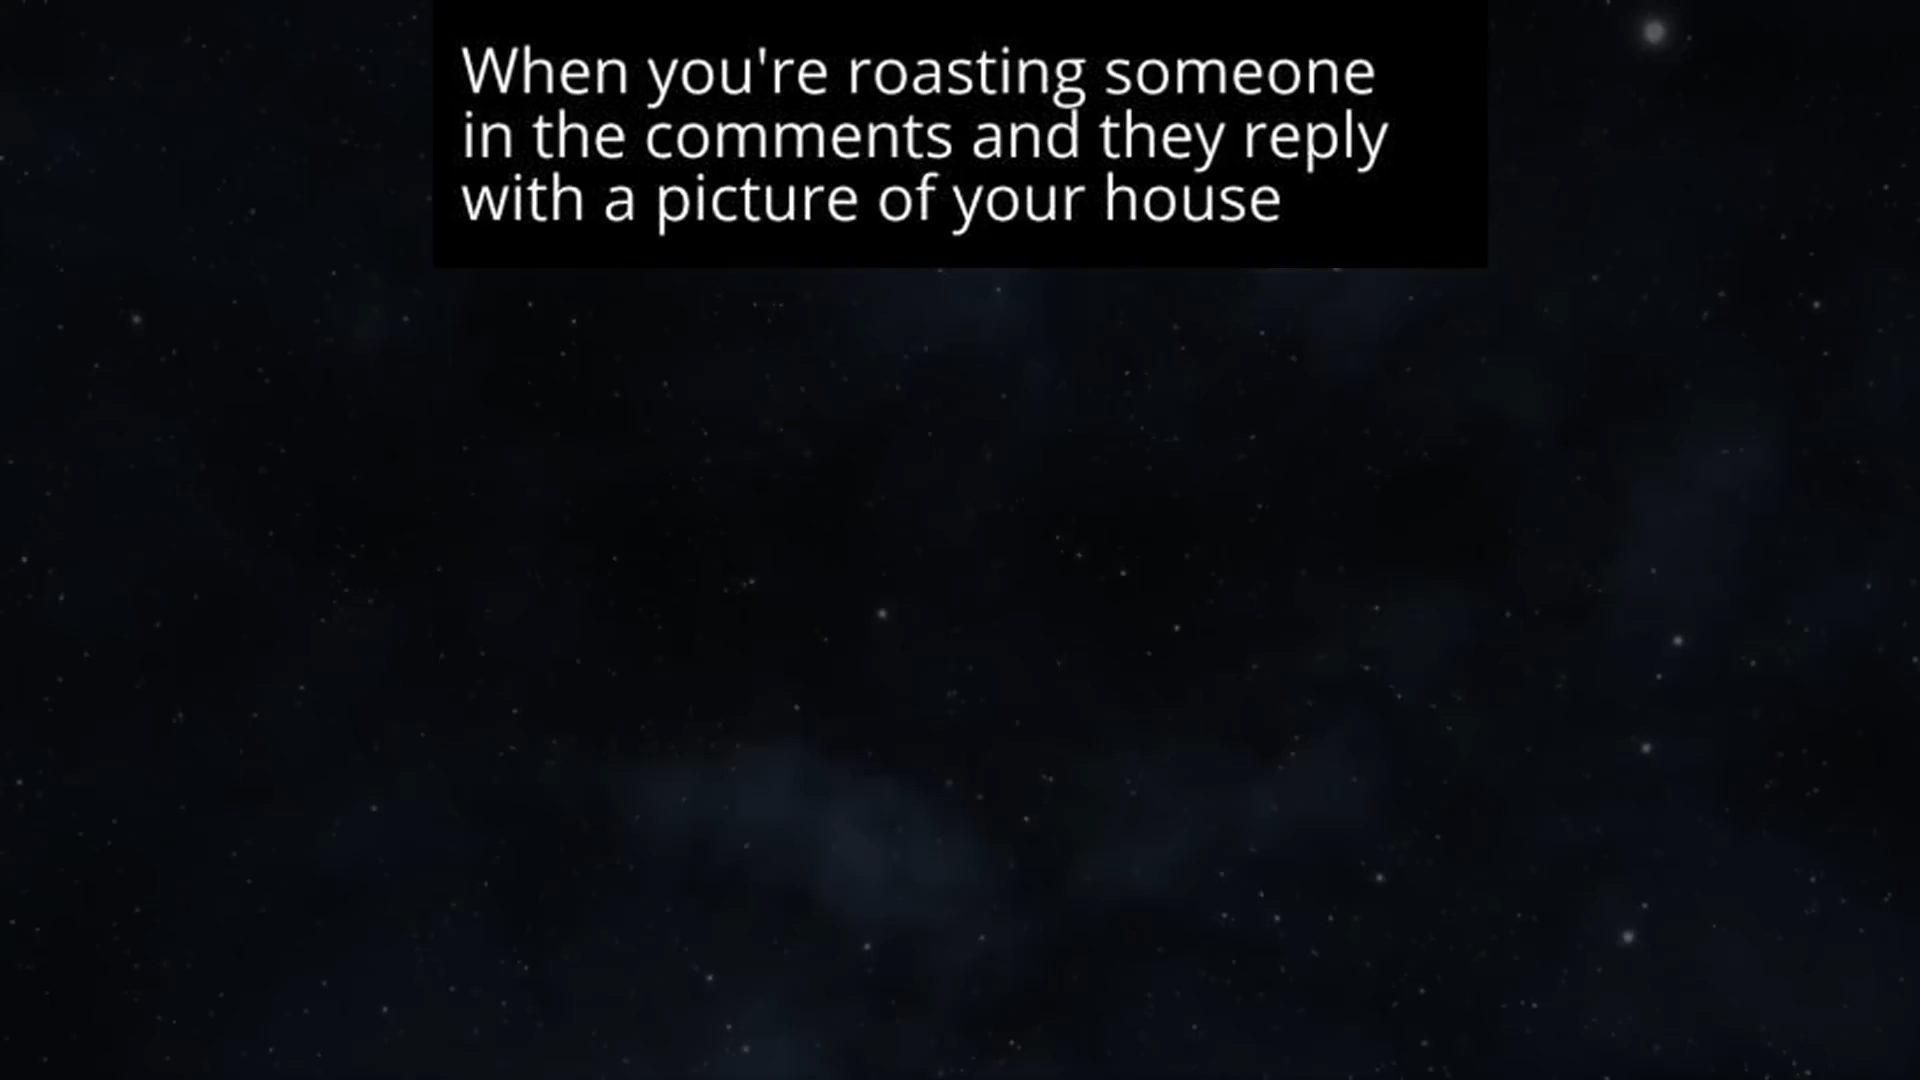 When you're roasting someone
in the comments and they reply
with a picture of your house